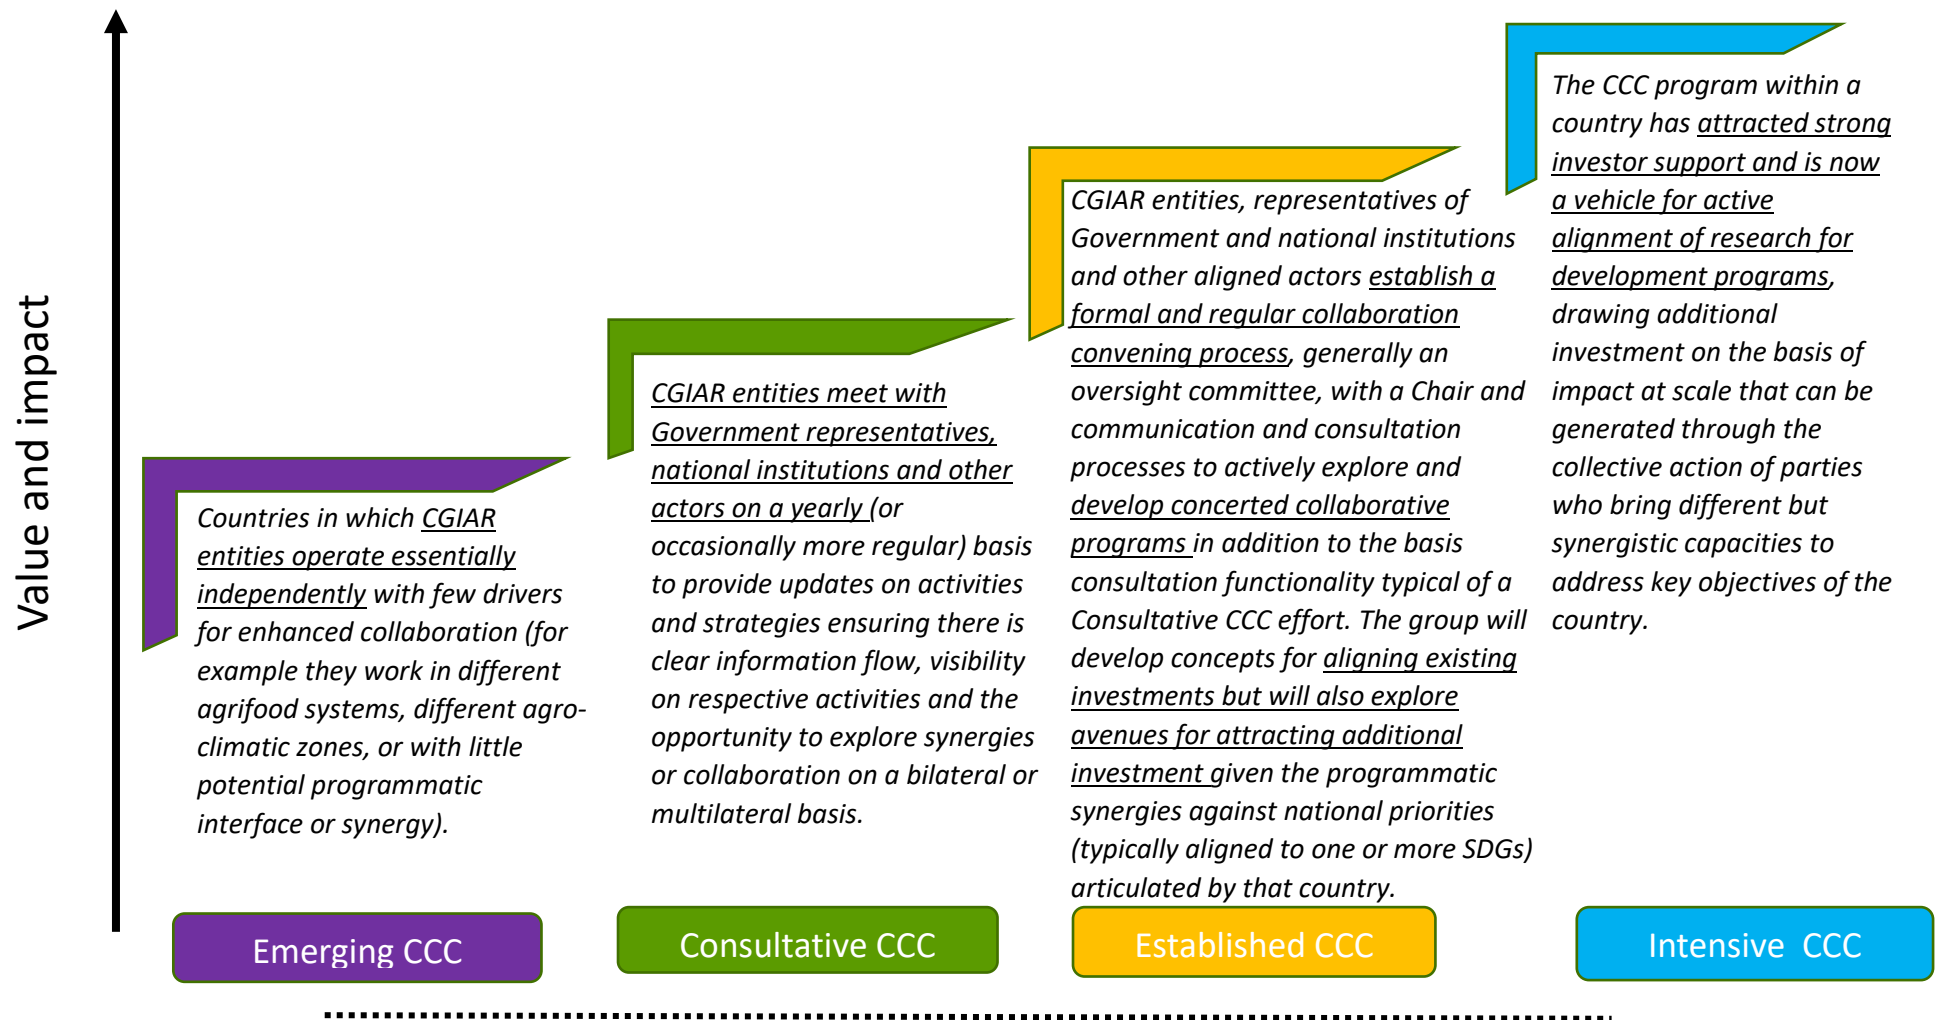 Value and impact
Countries in which CGIAR
entities operate essentially
independently with few drivers
for enhanced collaboration (for
example they work in different
agrifood systems, different agro-
climatic zones, or with little
potential programmatic
interface or synergy).
Emerging CCC
CGIAR entities meet with
Government representatives,
national institutions and other
actors on a yearly (or
occasionally more regular) basis
to provide updates on activities
and strategies ensuring there is
clear information flow, visibility
on respective activities and the
opportunity to explore synergies
or collaboration on a bilateral or
multilateral basis.
Consultative CCC
CGIAR entities, representatives of
Government and national institutions
and other aligned actors establish a
formal and regular collaboration
convening process, generally an
oversight committee, with a Chair and
communication and consultation
processes to actively explore and
develop concerted collaborative
programs in addition to the basis
consultation functionality typical of a
Consultative CCC effort. The group will
develop concepts for aligning existing
investments but will also explore
avenues for attracting additional
investment given the programmatic
synergies against national priorities
(typically aligned to one or more SDGs)
articulated by that country.
Established CCC
The CCC program within a
country has attracted strong
investor support and is now
a vehicle for active
alignment of research for
development programs,
drawing additional
investment on the basis of
impact at scale that can be
generated through the
collective action of parties
who bring different but
synergistic capacities to
address key objectives of the
country.
Intensive CCC